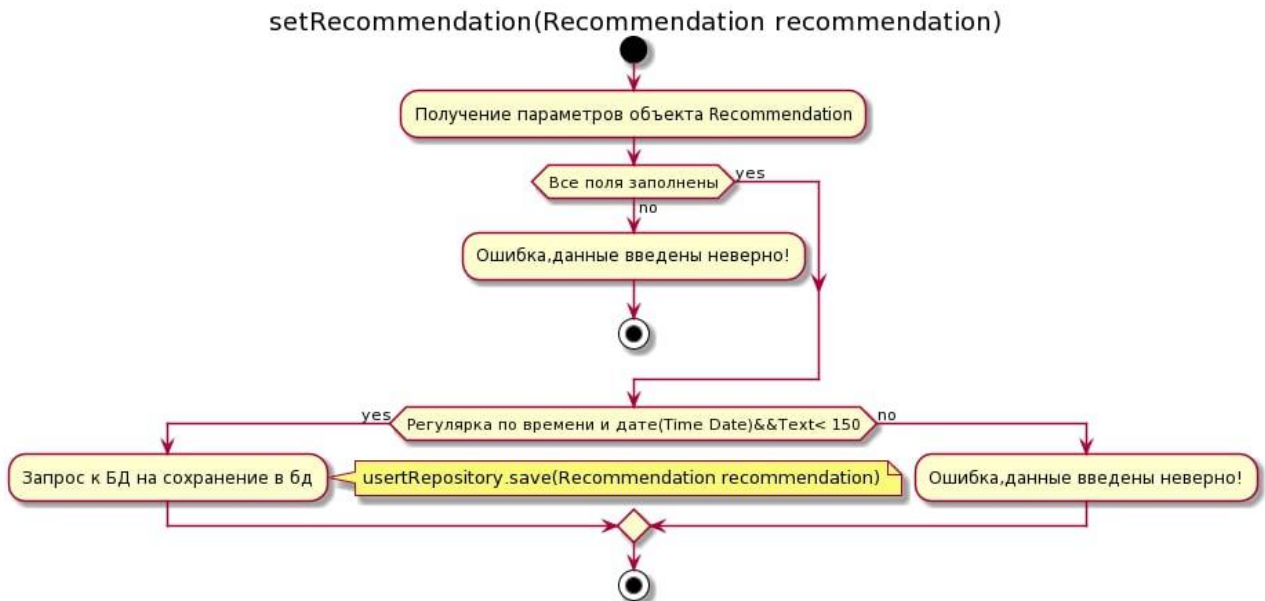 setRecommendation(Recommendation recommendation)
Получение параметров объекта Recommendation
Все поля заполнены
yes
no
Ошибка,данные введены неверно!
yes
Регулярка по времени и дате(Time Date)&&Text< 150
no
Запрос к БД на сохранение в бд
usertRepository.save(Recommendation recommendation)
Ошибка,данные введены неверно!